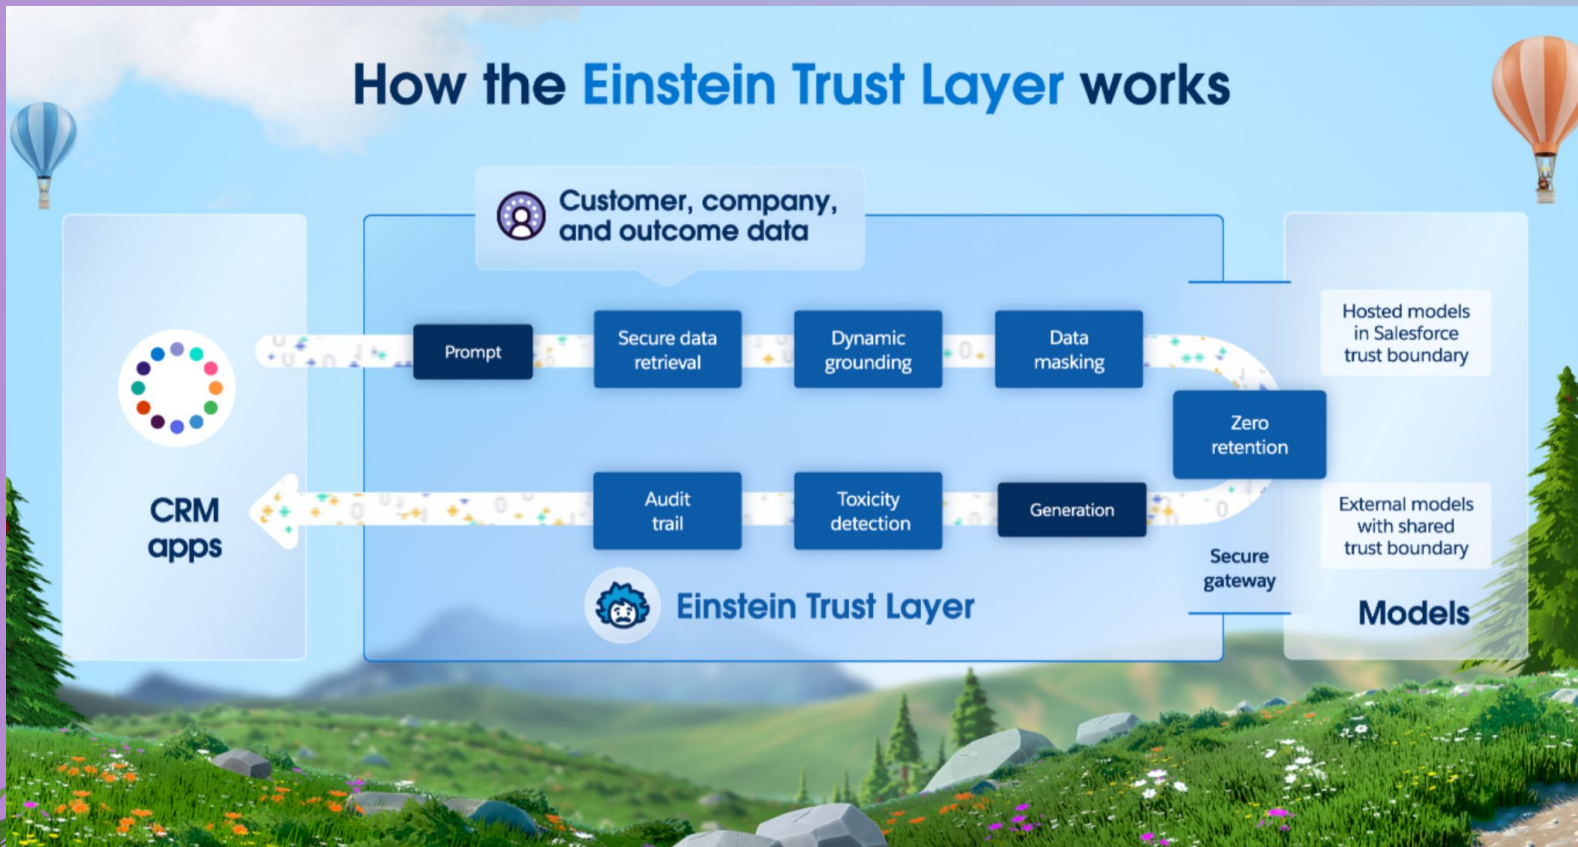 How the Einstein Trust Layer works
Customer, company,
and outcome data
Prompt
Secure data
retrieval
Dynamic
grounding
Data
masking
Zero
retention
Hosted models
in Salesforce
trust boundary
CRM
apps
Audit
trail
Toxicity
detection
Generation
External models
with shared
trust boundary
Secure
gateway
Einstein Trust Layer
Models